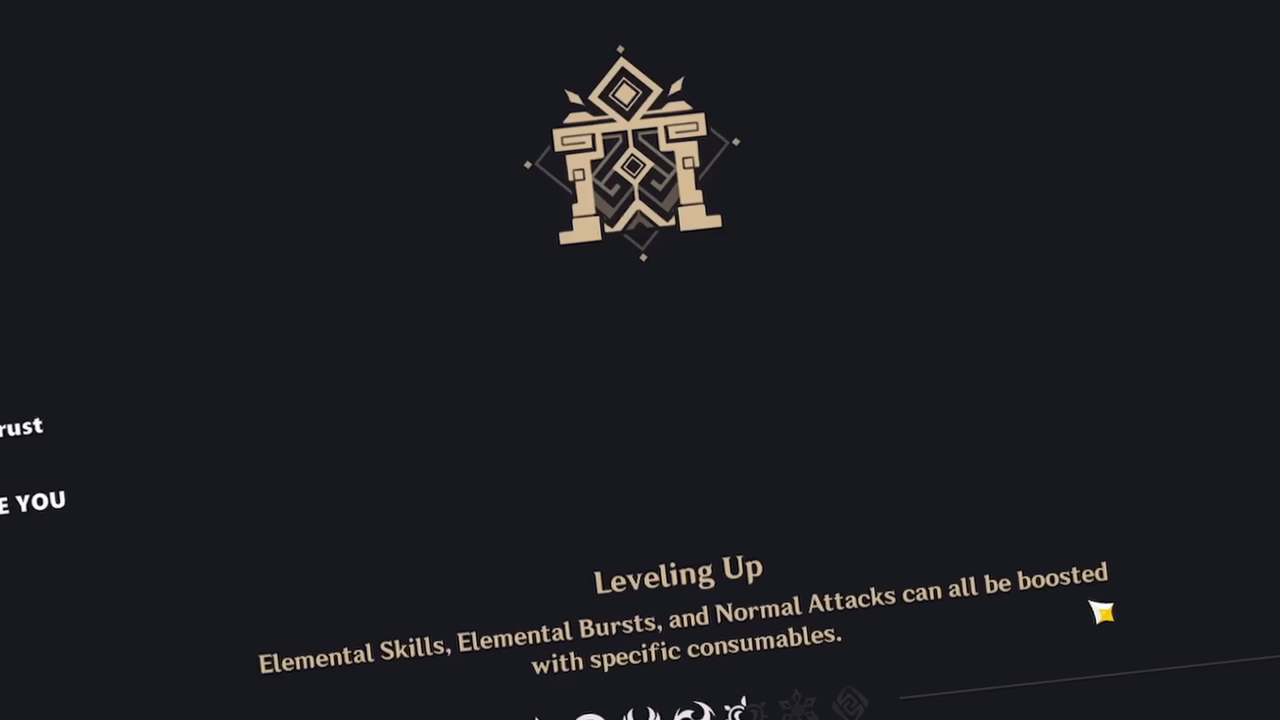 rust
E YOU
Leveling Up
Elemental Skills, Elemental Bursts, and Normal Attacks can all be boosted
with specific consumables.